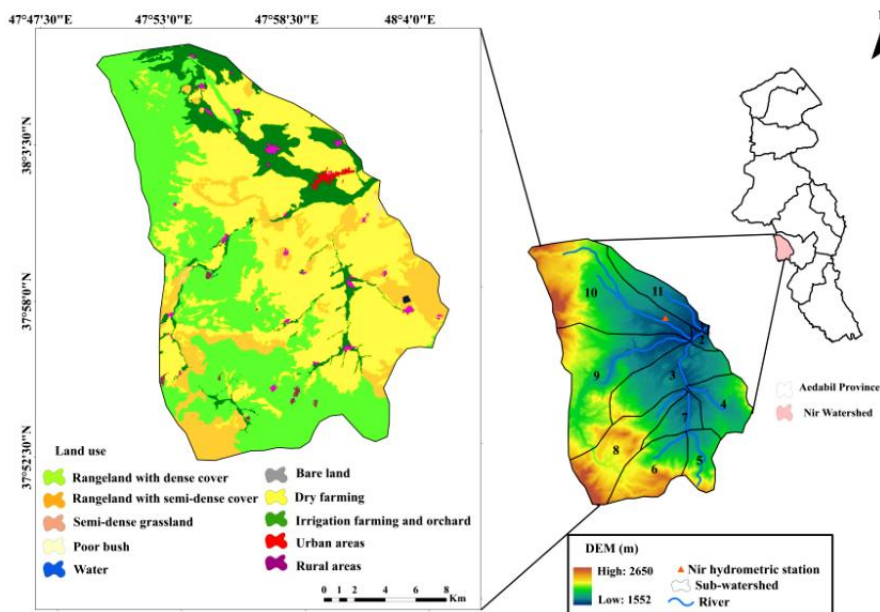 47°47'30"E 47°53'0"E 47°58'30"E 48°4'0"E
38°3'30"N
37°58'0"N
37°52'30"N
Land use
Rangeland with dense cover
Rangeland with semi-dense cover
Semi-dense grassland
Poor bush
Water
Bare land
Dry farming
Irrigation farming and orchard
Urban areas
Rural areas
0 1 2 4 6 8
Km
10
11
2
9
3
4
7
8
6
5
Aedabil Province
Nir Watershed
DEM (m)
High: 2650
Low: 1552
Nir hydrometric station
Sub-watershed
River